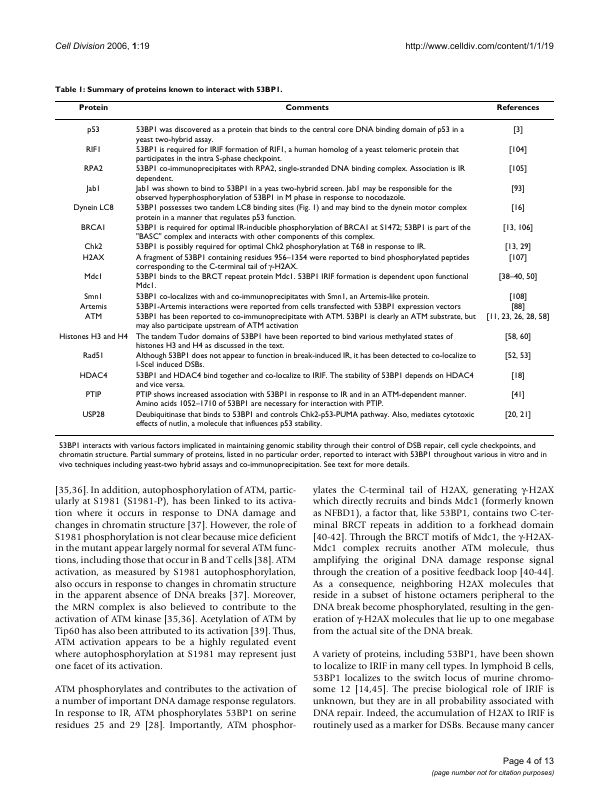 Cell Division 2006, 1:19
http://www.celldiv.com/content/1/1/19
Table 1: Summary of proteins known to interact with 53BP1.
Protein Comments References
p53 53BP1 was discovered as a protein that binds to the central core DNA binding domain of p53 in a [3]
yeast two-hybrid assay.
RIF1 53BP1 is required for IRIF formation of RIF1, a human homolog of a yeast telomeric protein that [104]
participates in the intra S-phase checkpoint.
RPA2 53BP1 co-immunoprecipitates with RPA2, single-stranded DNA binding complex. Association is IR [105]
dependent.
Jab1 Jab1 was shown to bind to 53BP1 in a yeas two-hybrid screen. Jab1 may be responsible for the [93]
observed hyperphosphorylation of 53BP1 in M phase in response to nocodazole.
Dynein LC8 53BP1 possesses two tandem LC8 binding sites (Fig. 1) and may bind to the dynein motor complex [16]
protein in a manner that regulates p53 function.
BRCA1 53BP1 is required for optimal IR-inducible phosphorylation of BRCA1 at S1472; 53BP1 is part of the [13, 106]
"BASC" complex and interacts with other components of this complex.
Chk2 53BP1 is possibly required for optimal Chk2 phosphorylation at T68 in response to IR. [13, 29]
H2AX A fragment of 53BP1 containing residues 956–1354 were reported to bind phosphorylated peptides [107]
corresponding to the C-terminal tail of γ-H2AX.
Mdc1 53BP1 binds to the BRCT repeat protein Mdc1. 53BP1 IRIF formation is dependent upon functional [38–40, 50]
Mdc1.
Smn1 53BP1 co-localizes with and co-immunoprecipitates with Smn1, an Artemis-like protein. [108]
Artemis 53BP1-Artemis interactions were reported from cells transfected with 53BP1 expression vectors [88]
ATM 53BP1 has been reported to co-immunoprecipitate with ATM. 53BP1 is clearly an ATM substrate, but [11, 23, 26, 28, 58]
may also participate upstream of ATM activation
Histones H3 and H4 The tandem Tudor domains of 53BP1 have been reported to bind various methylated states of [58, 60]
histones H3 and H4 as discussed in the text.
Rad51 Although 53BP1 does not appear to function in break-induced IR, it has been detected to co-localize to [52, 53]
I-SceI induced DSBs.
HDAC4 53BP1 and HDAC4 bind together and co-localize to IRIF. The stability of 53BP1 depends on HDAC4 [18]
and vice versa.
PTIP PTIP shows increased association with 53BP1 in response to IR and in an ATM-dependent manner. [41]
Amino acids 1052–1710 of 53BP1 are necessary for interaction with PTIP.
USP28 Deubiquitinase that binds to 53BP1 and controls Chk2-p53-PUMA pathway. Also, mediates cytotoxic [20, 21]
effects of nutlin, a molecule that influences p53 stability.
53BP1 interacts with various factors implicated in maintaining genomic stability through their control of DSB repair, cell cycle checkpoints, and
chromatin structure. Partial summary of proteins, listed in no particular order, reported to interact with 53BP1 throughout various in vitro and in
vivo techniques including yeast-two hybrid assays and co-immunoprecipitation. See text for more details.
[35,36]. In addition, autophosphorylation of ATM, partic-
ularly at S1981 (S1981-P), has been linked to its activa-
tion where it occurs in response to DNA damage and
changes in chromatin structure [37]. However, the role of
S1981 phosphorylation is not clear because mice deficient
in the mutant appear largely normal for several ATM func-
tions, including those that occur in B and T cells [38]. ATM
activation, as measured by S1981 autophosphorylation,
also occurs in response to changes in chromatin structure
in the apparent absence of DNA breaks [37]. Moreover,
the MRN complex is also believed to contribute to the
activation of ATM kinase [35,36]. Acetylation of ATM by
Tip60 has also been attributed to its activation [39]. Thus,
ATM activation appears to be a highly regulated event
where autophosphorylation at S1981 may represent just
one facet of its activation.
ATM phosphorylates and contributes to the activation of
a number of important DNA damage response regulators.
In response to IR, ATM phosphorylates 53BP1 on serine
residues 25 and 29 [28]. Importantly, ATM phosphor-
ylates the C-terminal tail of H2AX, generating γ-H2AX
which directly recruits and binds Mdc1 (formerly known
as NFBD1), a factor that, like 53BP1, contains two C-ter-
minal BRCT repeats in addition to a forkhead domain
[40-42]. Through the BRCT motifs of Mdc1, the γ-H2AX-
Mdc1 complex recruits another ATM molecule, thus
amplifying the original DNA damage response signal
through the creation of a positive feedback loop [40-44].
As a consequence, neighboring H2AX molecules that
reside in a subset of histone octamers peripheral to the
DNA break become phosphorylated, resulting in the gen-
eration of γ-H2AX molecules that lie up to one megabase
from the actual site of the DNA break.
A variety of proteins, including 53BP1, have been shown
to localize to IRIF in many cell types. In lymphoid B cells,
53BP1 localizes to the switch locus of murine chromo-
some 12 [14,45]. The precise biological role of IRIF is
unknown, but they are in all probability associated with
DNA repair. Indeed, the accumulation of H2AX to IRIF is
routinely used as a marker for DSBs. Because many cancer
Page 4 of 13
(page number not for citation purposes)